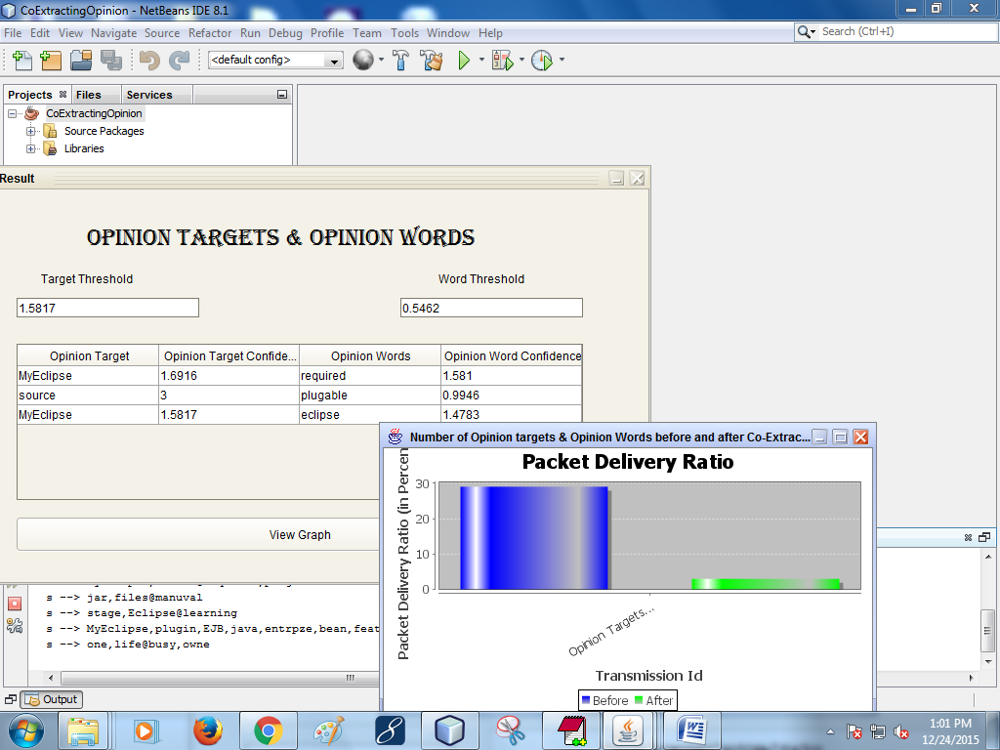 CoExtractingOpinion - NetBeans IDE 8.1
File Edit View Navigate Source Refactor Run Debug Profile Team Tools Window Help
Search (Ctrl+I)
<default config>
Projects Files Services
CoExtractingOpinion
Source Packages
Libraries
Result
OPINION TARGETS & OPINION WORDS
Target Threshold Word Threshold
1.5817 0.5462
Opinion Target Opinion Target Confide... Opinion Words Opinion Word Confidence
MyEclipse 1.6916 required 1.581
source 3 plugable 0.9946
MyEclipse 1.5817 eclipse 1.4783
View Graph
Number of Opinion targets & Opinion Words before and after Co-Extrac...
Packet Delivery Ratio
Packet Delivery Ratio (in Percen
30
20
10
0
Opinion Targets...
Transmission Id
Before After
s --> jar,files@manuval
s --> stage,Eclipse@learning
s --> MyEclipse,plugin,EJB,java,entrpze,bean,feat
s --> one,life@busy,owne
Output
1:01 PM
12/24/2015